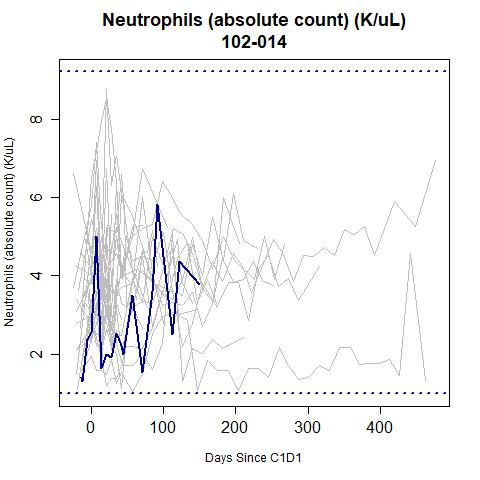 Neutrophils (absolute count) (K/uL)
102-014
Neutrophils (absolute count) (K/uL)
8
6
4
2
0 100 200 300 400
Days Since C1D1